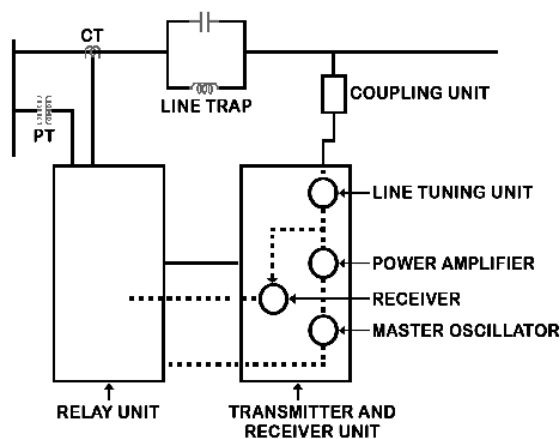 CT
LINE TRAP
PT
COUPLING UNIT
LINE TUNING UNIT
POWER AMPLIFIER
RECEIVER
MASTER OSCILLATOR
RELAY UNIT
TRANSMITTER AND
RECEIVER UNIT